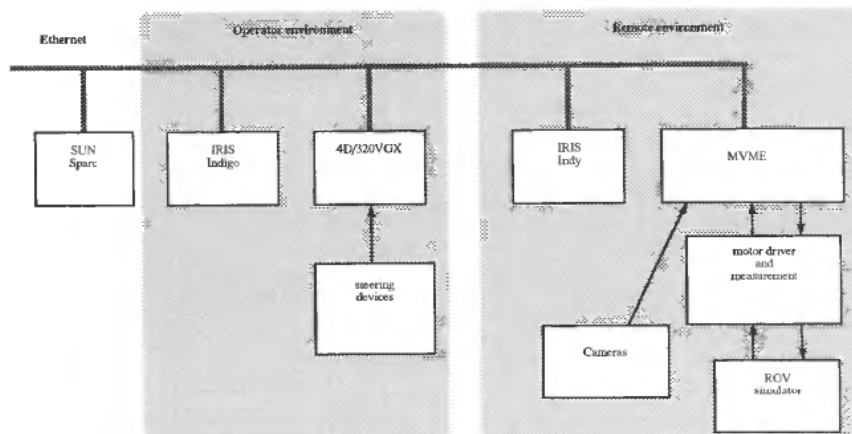 Ethernet
Operator environment
Remote environment
SUN
Sparc
IRIS
Indigo
4D/320VGX
IRIS
Indy
MVME
steering
devices
motor driver
and
measurement
Cameras
ROV
simulator